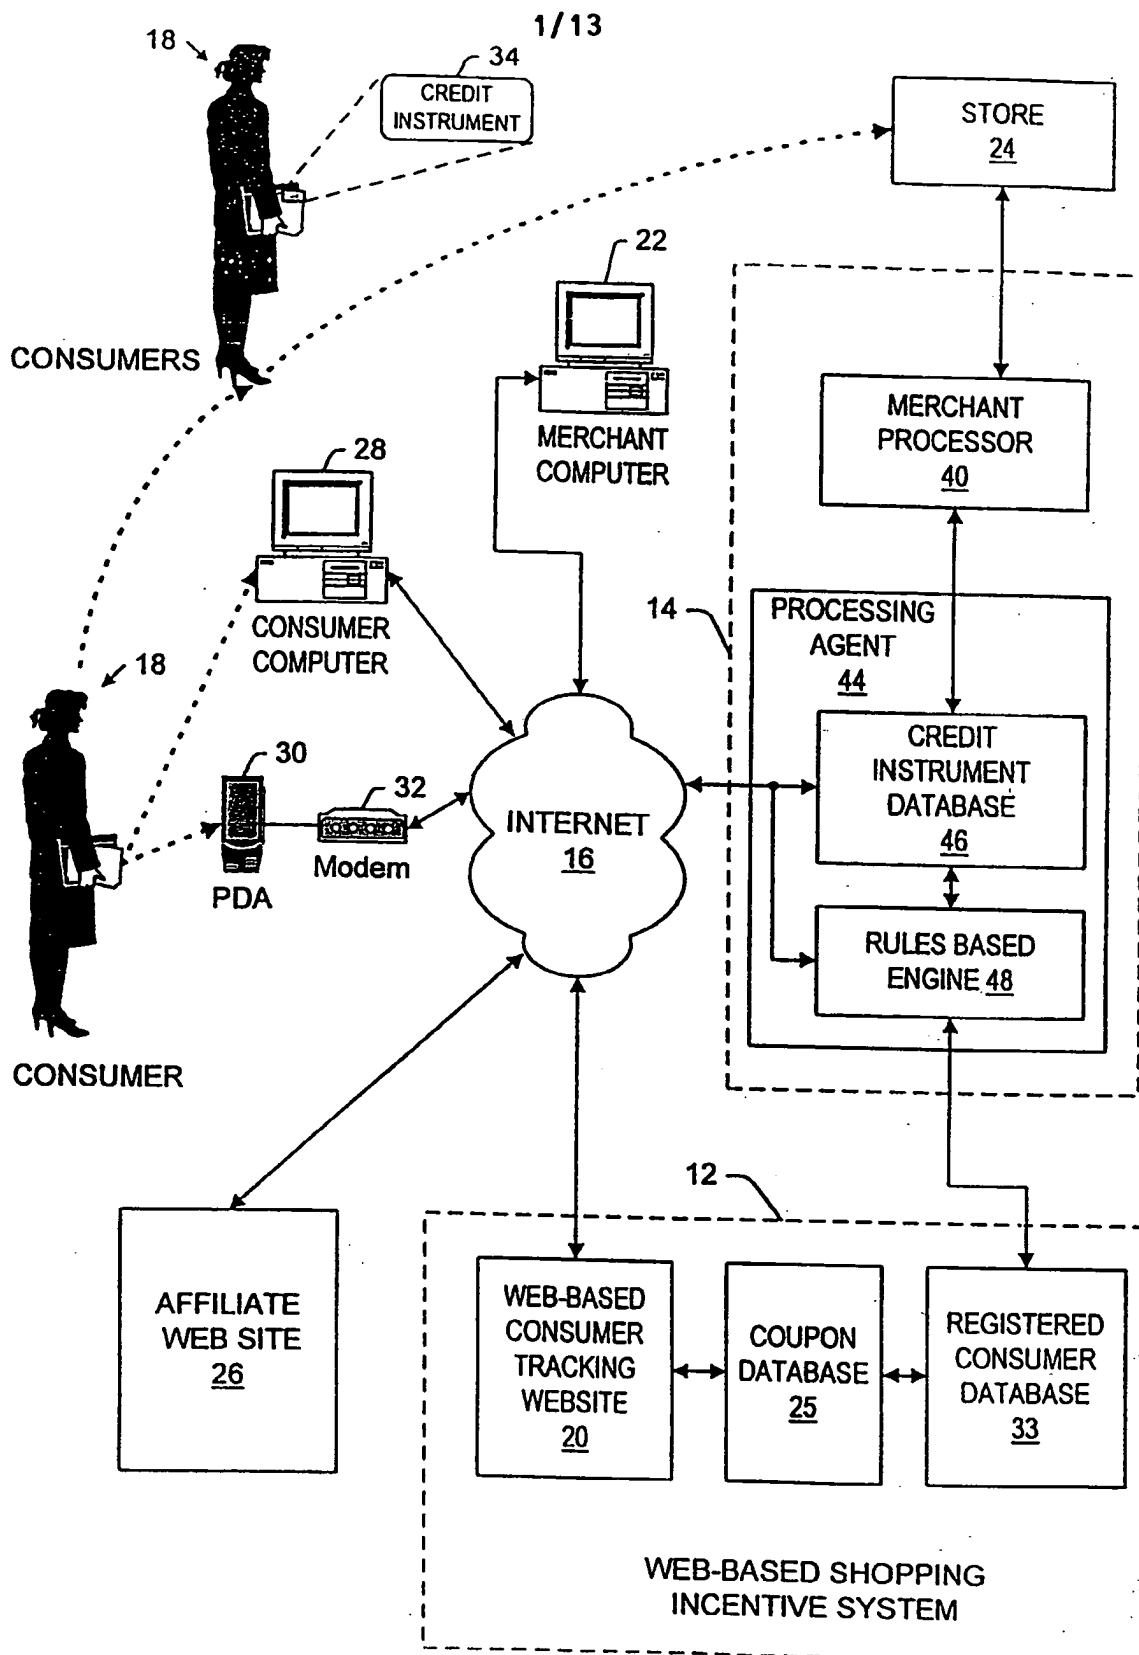 1/13
18
34
CREDIT
INSTRUMENT
STORE
24
22
CONSUMERS
MERCHANT
COMPUTER
MERCHANT
PROCESSOR
40
28
CONSUMER
COMPUTER
14
PROCESSING
AGENT
44
18
CREDIT
INSTRUMENT
DATABASE
46
30
32
INTERNET
16
Modem
PDA
RULES BASED
ENGINE 48
CONSUMER
12
AFFILIATE
WEB SITE
26
WEB-BASED
CONSUMER
TRACKING
WEBSITE
20
COUPON
DATABASE
25
REGISTERED
CONSUMER
DATABASE
33
WEB-BASED SHOPPING
INCENTIVE SYSTEM